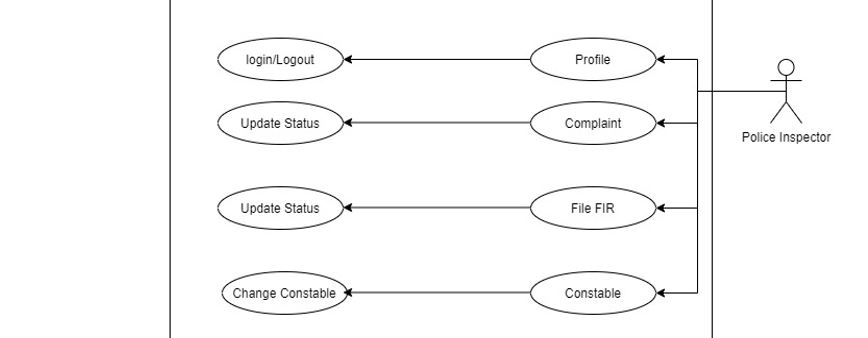 login/Logout
Profile
Update Status
Complaint
Police Inspector
Update Status
File FIR
Change Constable
Constable